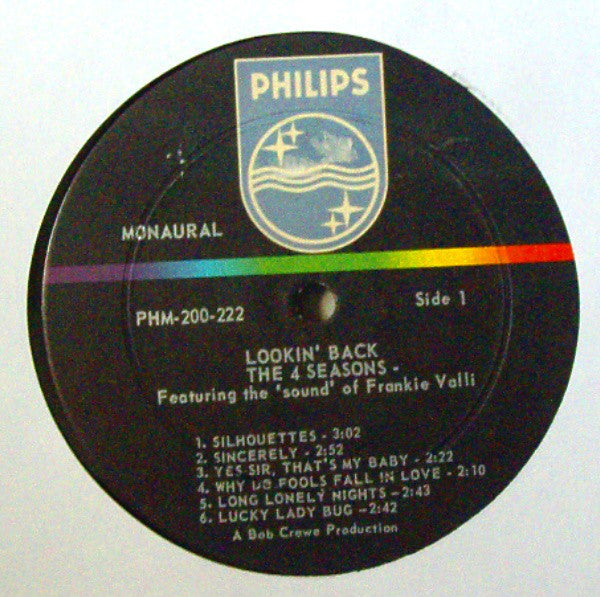 PHILIPS
MONAURAL
PHM-200-222
Side 1
LOOKIN' BACK
THE 4 SEASONS -
Featuring the 'sound' of Frankie Valli
1. SILHOUETTES - 3:02
2. SINCERELY - 2:52
3. YES SIR, THAT'S MY BABY - 2:22
4. WHY DO FOOLS FALL IN LOVE - 2:10
5. LONG LONELY NIGHTS - 2:43
6. LUCKY LADY BUG - 2:42
A Bob Crewe Production